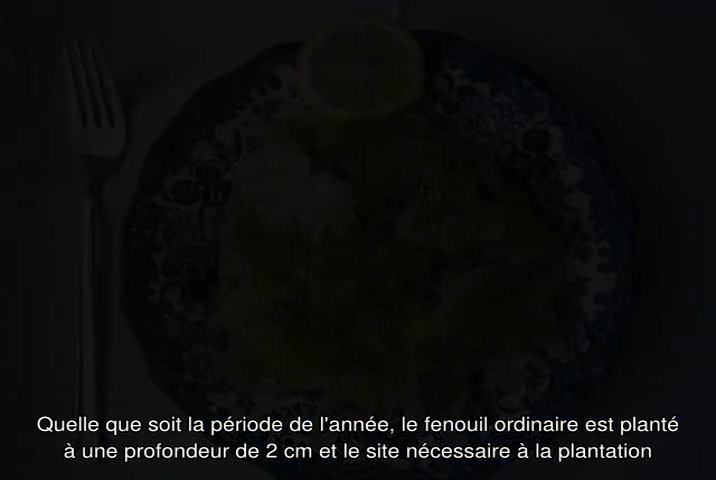 Quelle que soit la période de l'année, le fenouil ordinaire est planté
à une profondeur de 2 cm et le site nécessaire à la plantation